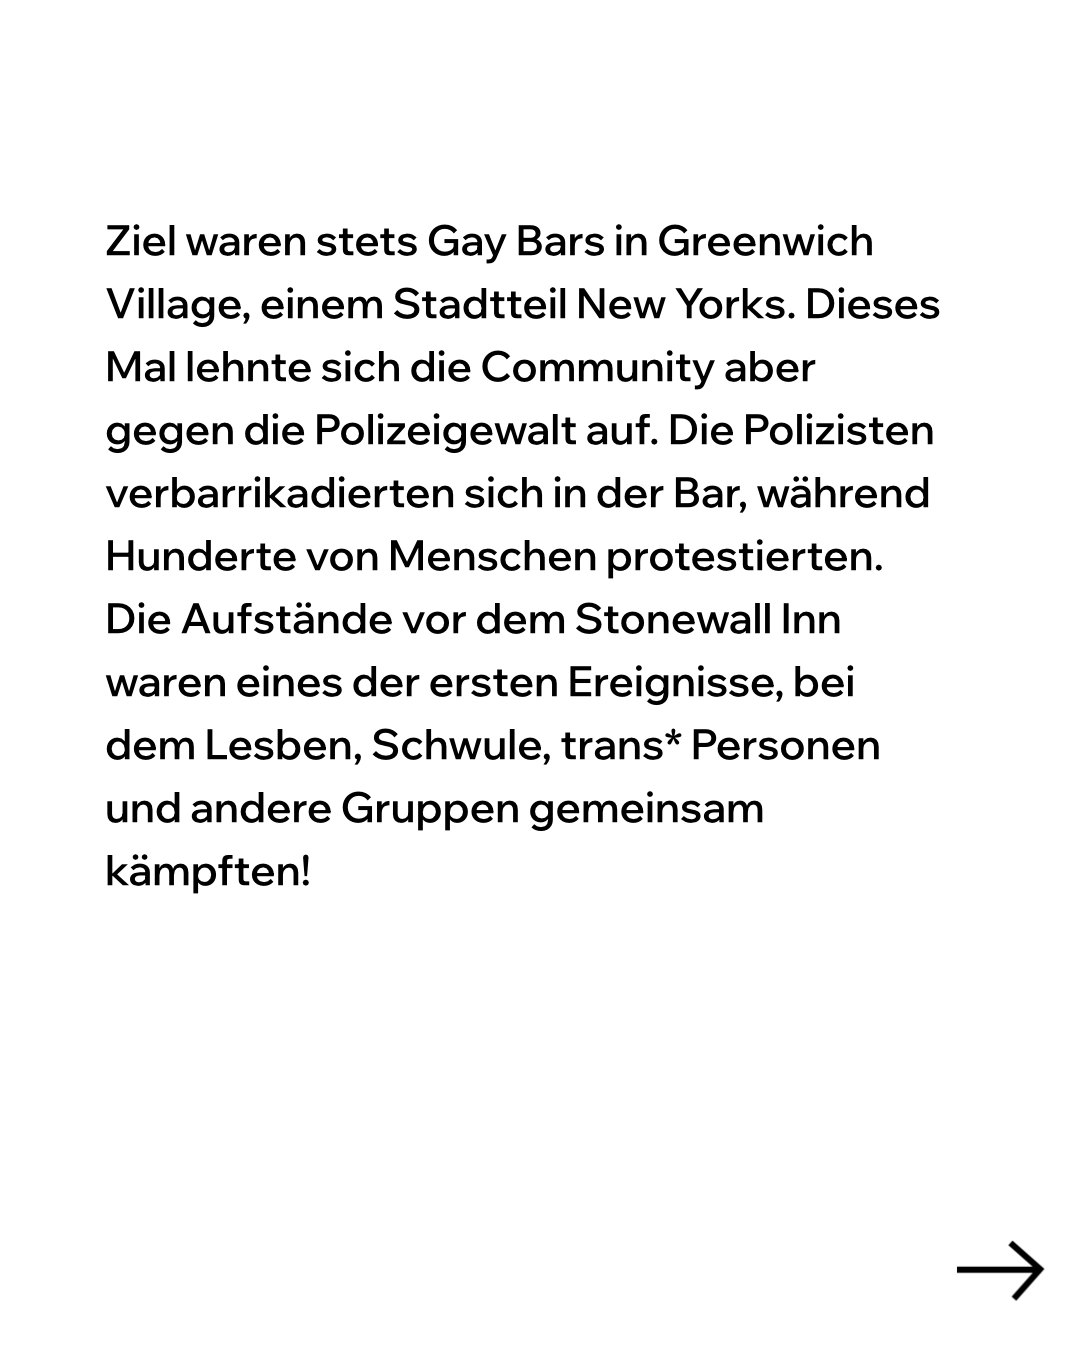 Ziel waren stets Gay Bars in Greenwich
Village, einem Stadtteil New Yorks. Dieses
Mal lehnte sich die Community aber
gegen die Polizeigewalt auf. Die Polizisten
verbarrikadierten sich in der Bar, während
Hunderte von Menschen protestierten.
Die Aufstände vor dem Stonewall Inn
waren eines der ersten Ereignisse, bei
dem Lesben, Schwule, trans* Personen
und andere Gruppen gemeinsam
kämpften!